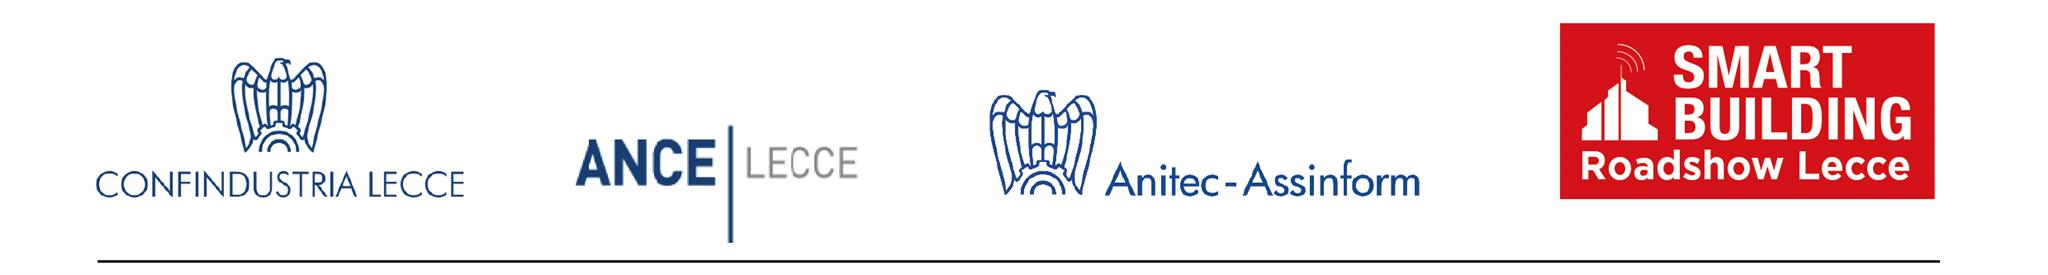 CONFINDUSTRIA LECCE
ANCE LECCE
Anitec-Assinform
SMART
BUILDING
Roadshow Lecce